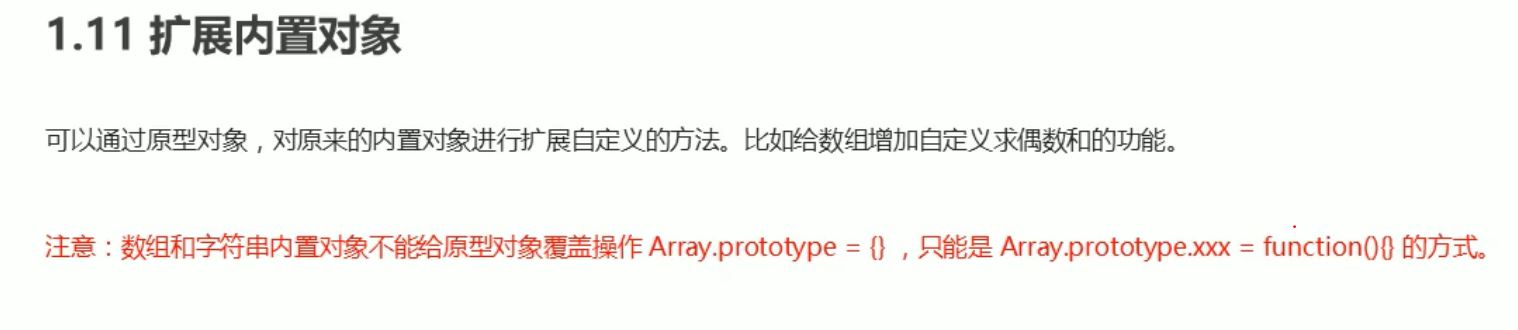 1.11 扩展内置对象
可以通过原型对象，对原来的内置对象进行扩展自定义的方法。比如给数组增加自定义求偶数和的功能。
注意：数组和字符串内置对象不能给原型对象覆盖操作 Array.prototype = {} ，只能是 Array.prototype.xxx = function(){} 的方式。